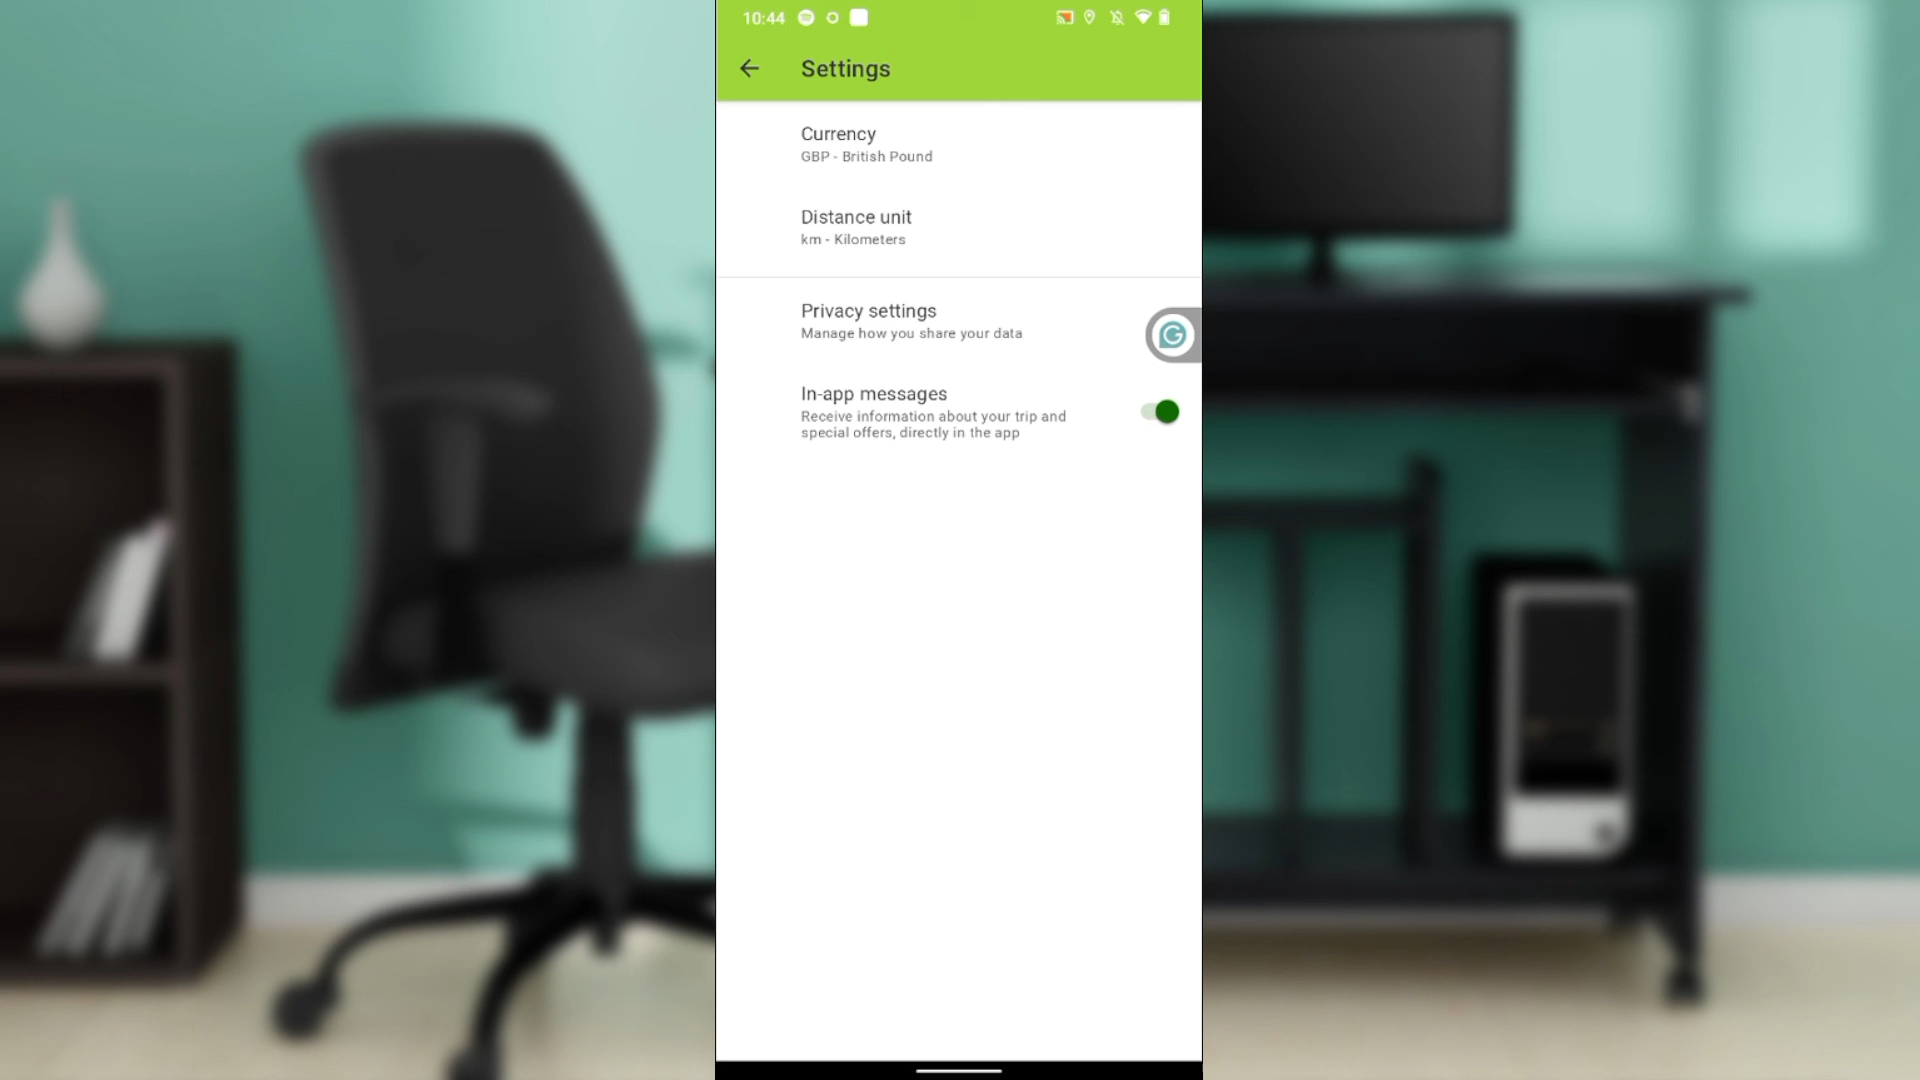 10:44
Settings
Currency
GBP - British Pound
Distance unit
km - Kilometers
Privacy settings
Manage how you share your data
In-app messages
Receive information about your trip and
special offers, directly in the app